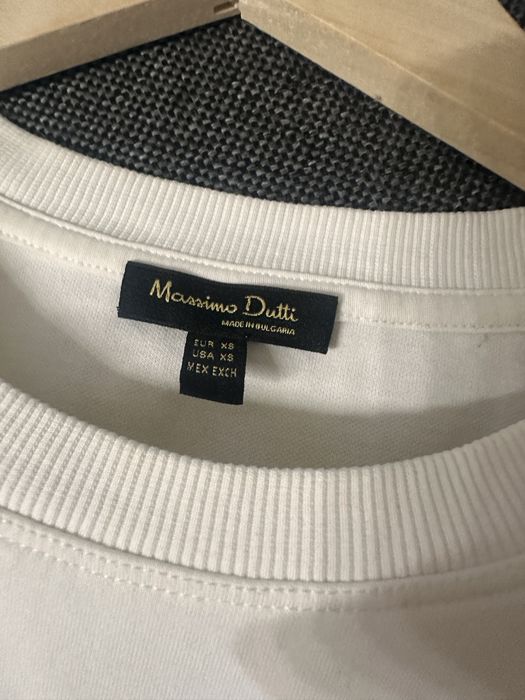 Massimo Dutti
MADE IN BULGARIA
EUR XS
USA XS
MEX EXCH